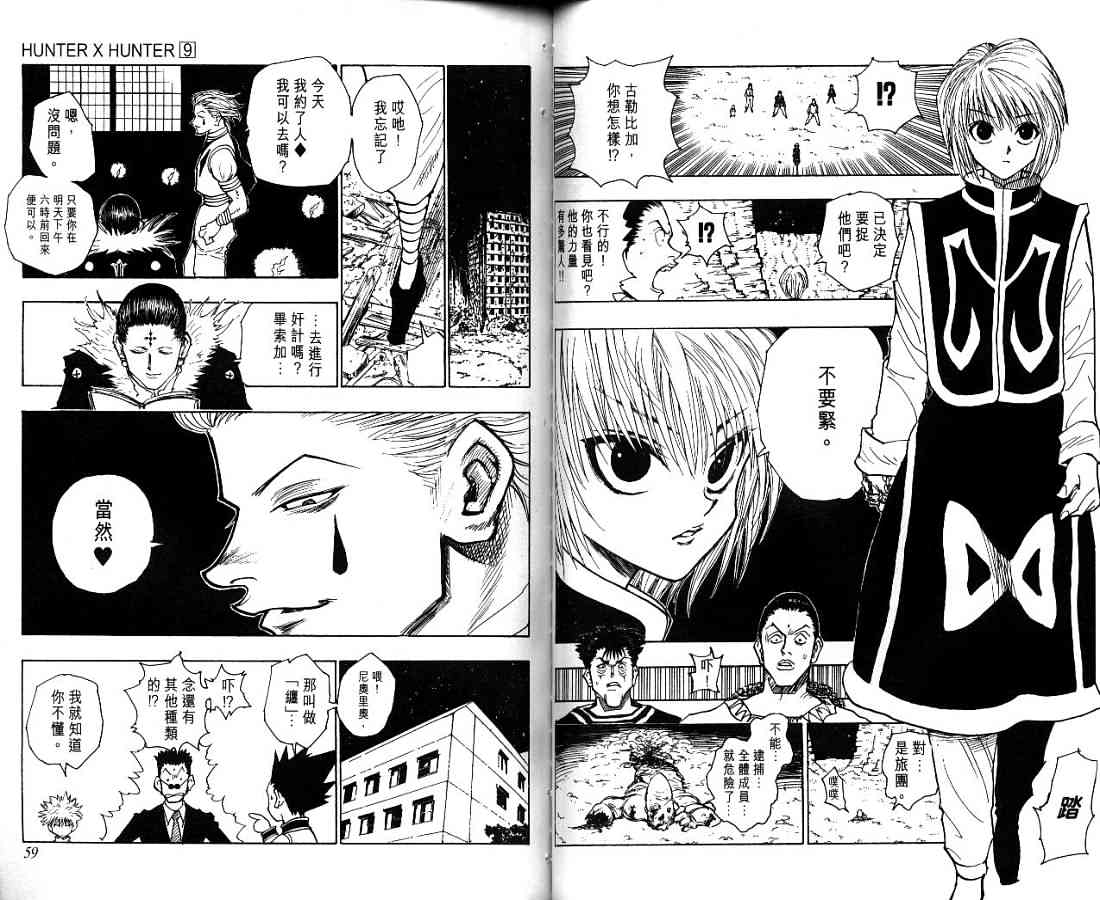 !?
古勒比加，
你想怎樣!?
已決定
要捉
他們吧？
!?
不行的！
你也看見吧？
他的力量
有多驚人!!
不要緊。
吓！
對…
是旅團。
噗噗
不能…
逮捕…
全體成員…
就危險了…
踏
HUNTER X HUNTER 9
哎吔！
我忘記了
今天
我約了人♦
我可以去嗎？
嗯，
沒問題。
只要你在
明天下午
六時前回來
便可以。
…去進行
奸計嗎？
畢索加…
當然♥
喂！
尼奧里奧，
那叫做
「纏」…
吓!?
念還有
其他種類
的!?
我就知道
你不懂。
59